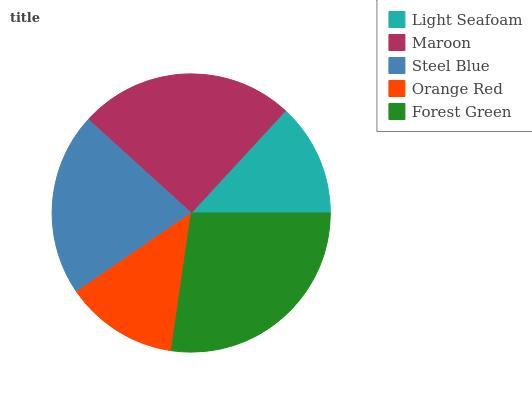 title
Light Seafoam
Maroon
Steel Blue
Orange Red
Forest Green